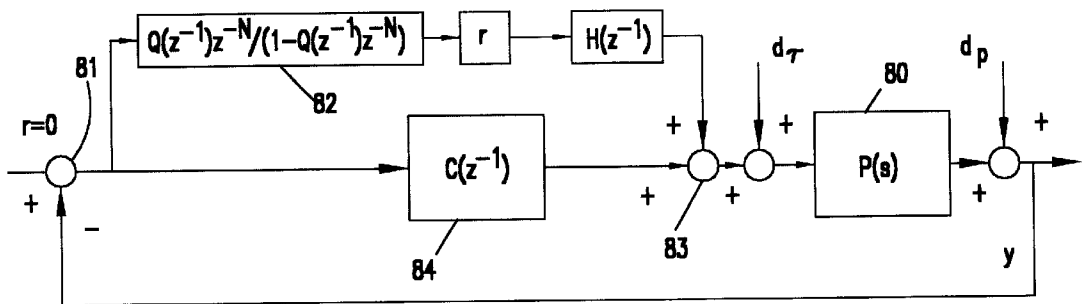 Q(z⁻¹)z⁻ᴺ/(1-Q(z⁻¹)z⁻ᴺ)
r
H(z⁻¹)
81
82
dτ
80
dp
r=0
+
+
+
+
C(z⁻¹)
P(s)
+
+
+
+
−
84
83
y